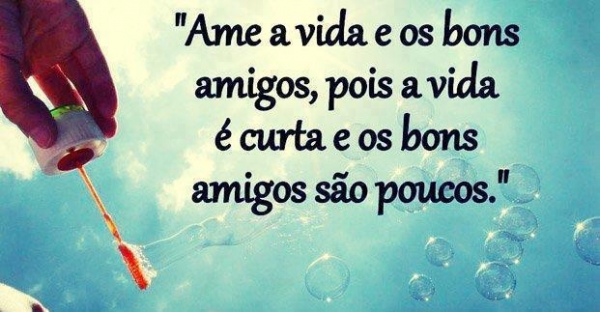 "Ame a vida e os bons
amigos, pois a vida
é curta e os bons
amigos são poucos."